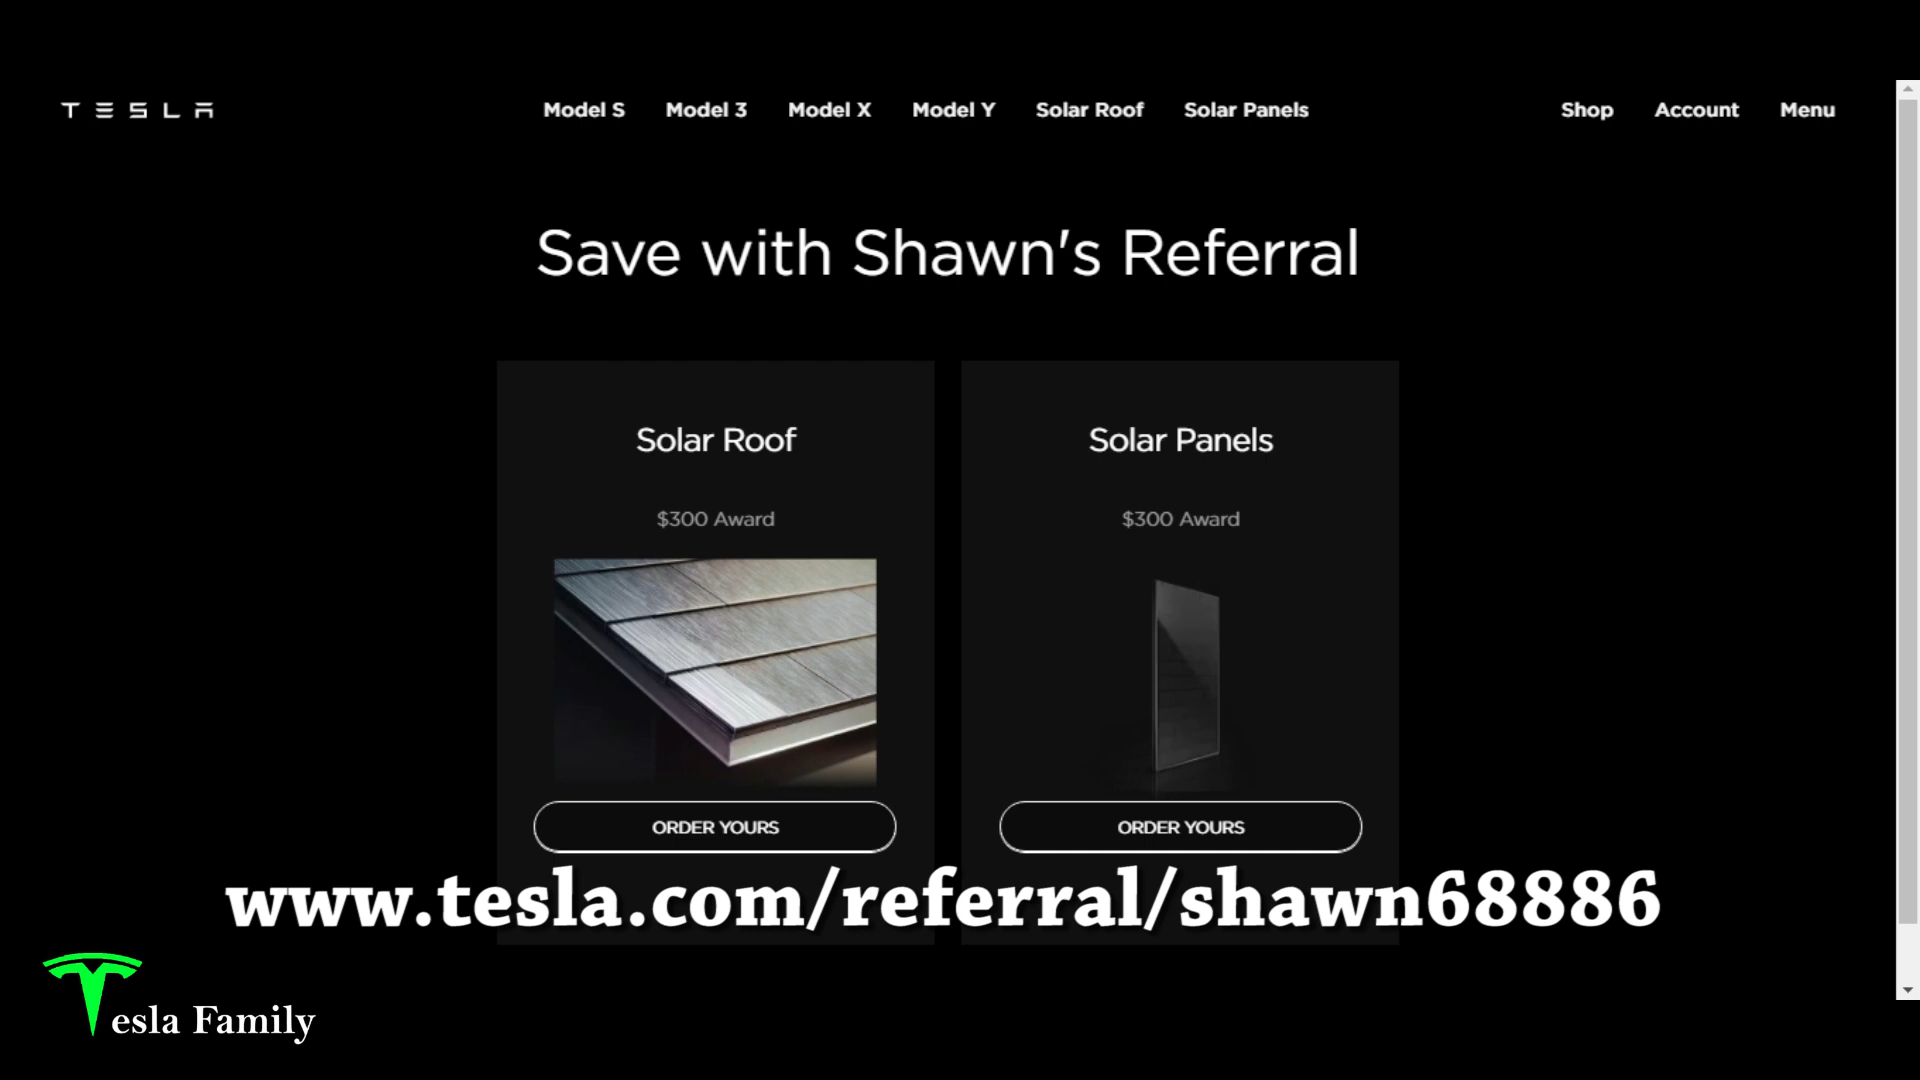 TESLA Model S Model 3 Model X Model Y Solar Roof Solar Panels Shop Account Menu
Save with Shawn's Referral
Solar Roof
$300 Award
ORDER YOURS
Solar Panels
$300 Award
ORDER YOURS
www.tesla.com/referral/shawn68886
Tesla Family